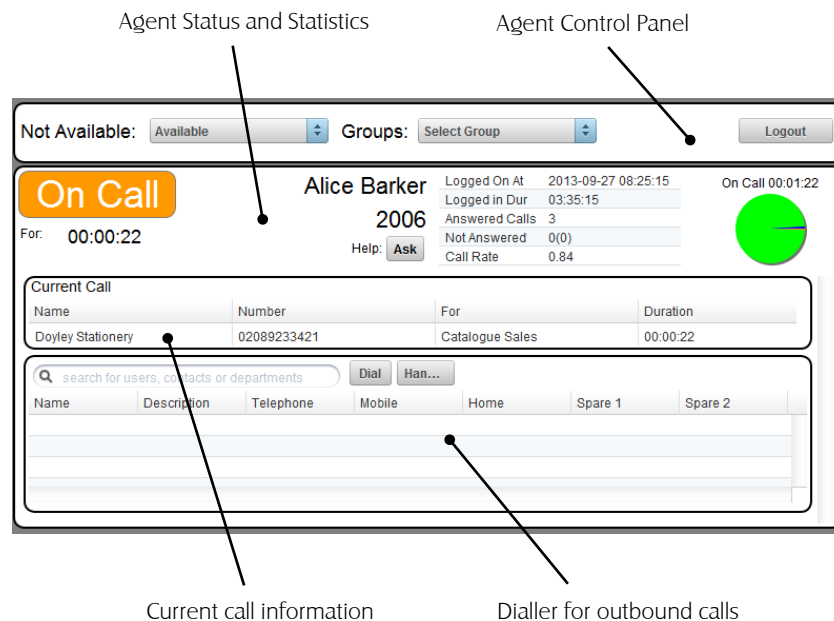 Agent Status and Statistics
Agent Control Panel
Not Available: Available Groups: Select Group Logout
On Call
For: 00:00:22
Alice Barker
2006
Help: Ask
Logged On At 2013-09-27 08:25:15
Logged in Dur 03:35:15
Answered Calls 3
Not Answered 0(0)
Call Rate 0.84
On Call 00:01:22
Current Call
Name Number For Duration
Doyley Stationery 02089233421 Catalogue Sales 00:00:22
search for users, contacts or departments Dial Han...
Name Description Telephone Mobile Home Spare 1 Spare 2
Current call information
Dialler for outbound calls